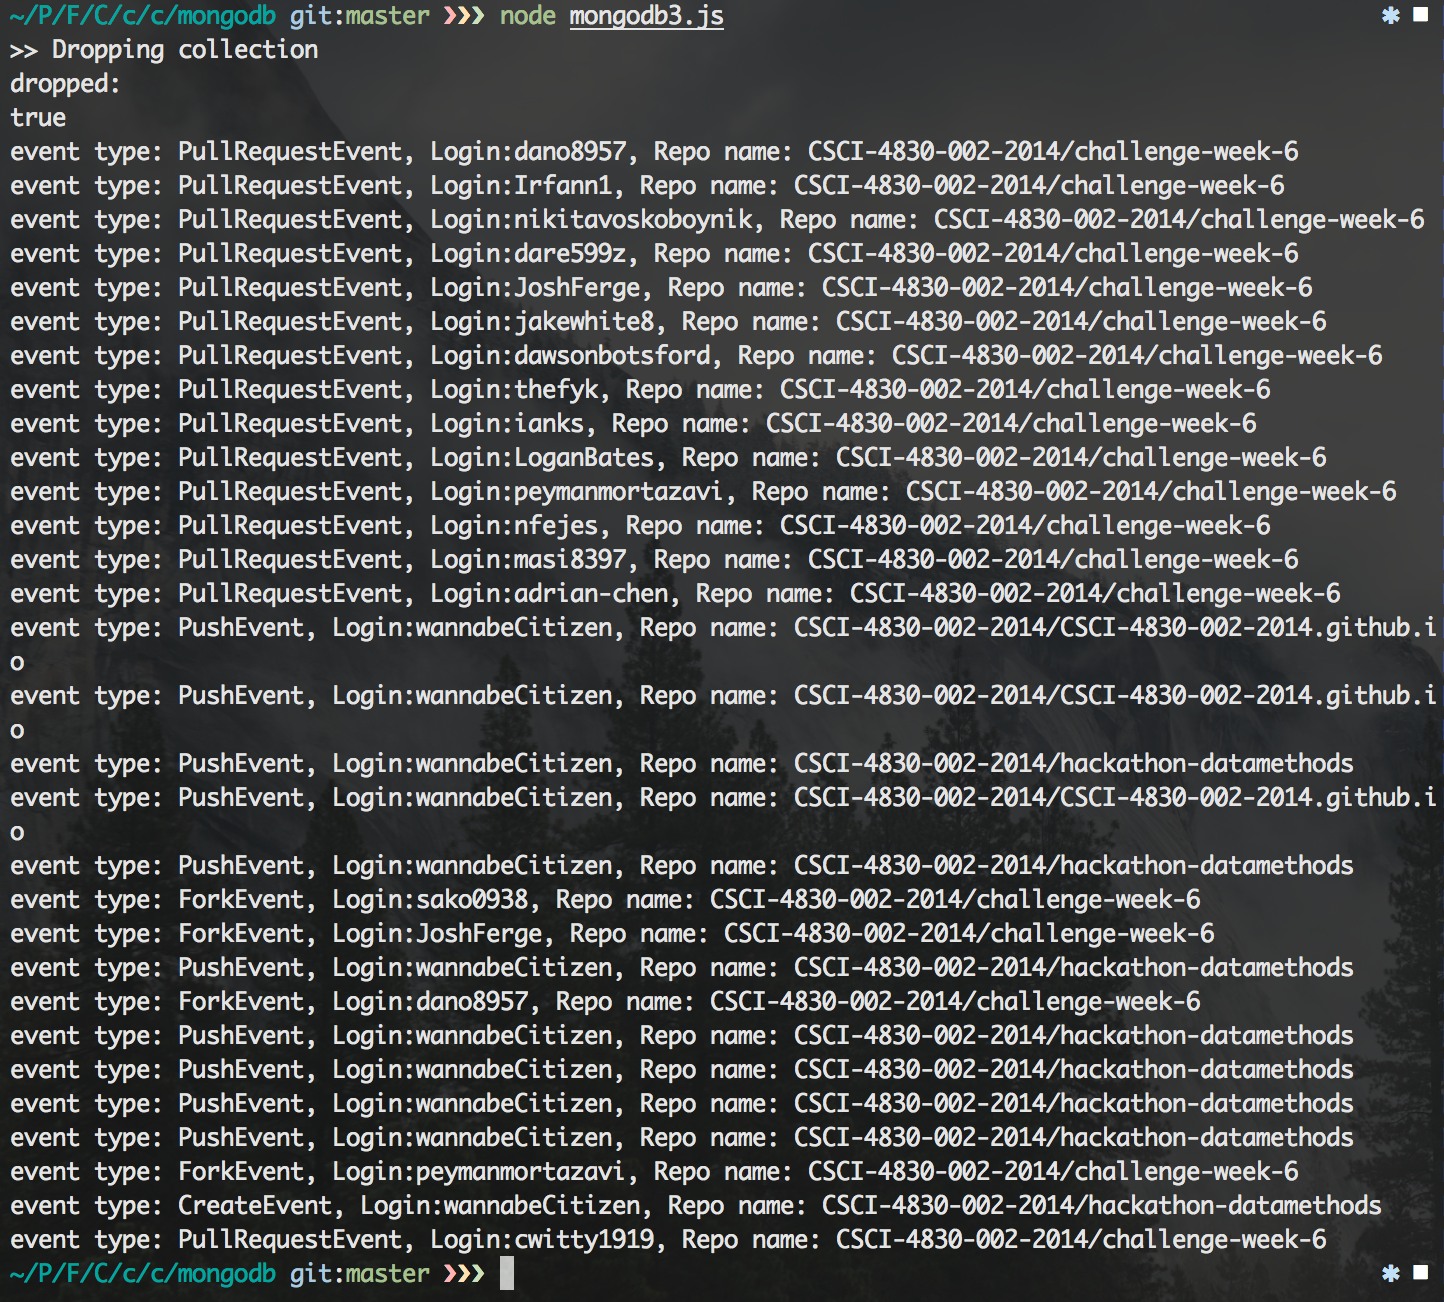 ~/P/F/C/c/c/mongodb git:master ❯❯❯ node mongodb3.js ✱ ◼
>> Dropping collection
dropped:
true
event type: PullRequestEvent, Login:dano8957, Repo name: CSCI-4830-002-2014/challenge-week-6
event type: PullRequestEvent, Login:Irfann1, Repo name: CSCI-4830-002-2014/challenge-week-6
event type: PullRequestEvent, Login:nikitavoskoboynik, Repo name: CSCI-4830-002-2014/challenge-week-6
event type: PullRequestEvent, Login:dare599z, Repo name: CSCI-4830-002-2014/challenge-week-6
event type: PullRequestEvent, Login:JoshFerge, Repo name: CSCI-4830-002-2014/challenge-week-6
event type: PullRequestEvent, Login:jakewhite8, Repo name: CSCI-4830-002-2014/challenge-week-6
event type: PullRequestEvent, Login:dawsonbotsford, Repo name: CSCI-4830-002-2014/challenge-week-6
event type: PullRequestEvent, Login:thefyk, Repo name: CSCI-4830-002-2014/challenge-week-6
event type: PullRequestEvent, Login:ianks, Repo name: CSCI-4830-002-2014/challenge-week-6
event type: PullRequestEvent, Login:LoganBates, Repo name: CSCI-4830-002-2014/challenge-week-6
event type: PullRequestEvent, Login:peymanmortazavi, Repo name: CSCI-4830-002-2014/challenge-week-6
event type: PullRequestEvent, Login:nfejes, Repo name: CSCI-4830-002-2014/challenge-week-6
event type: PullRequestEvent, Login:masi8397, Repo name: CSCI-4830-002-2014/challenge-week-6
event type: PullRequestEvent, Login:adrian-chen, Repo name: CSCI-4830-002-2014/challenge-week-6
event type: PushEvent, Login:wannabeCitizen, Repo name: CSCI-4830-002-2014/CSCI-4830-002-2014.github.i
o
event type: PushEvent, Login:wannabeCitizen, Repo name: CSCI-4830-002-2014/CSCI-4830-002-2014.github.i
o
event type: PushEvent, Login:wannabeCitizen, Repo name: CSCI-4830-002-2014/hackathon-datamethods
event type: PushEvent, Login:wannabeCitizen, Repo name: CSCI-4830-002-2014/CSCI-4830-002-2014.github.i
o
event type: PushEvent, Login:wannabeCitizen, Repo name: CSCI-4830-002-2014/hackathon-datamethods
event type: ForkEvent, Login:sako0938, Repo name: CSCI-4830-002-2014/challenge-week-6
event type: ForkEvent, Login:JoshFerge, Repo name: CSCI-4830-002-2014/challenge-week-6
event type: PushEvent, Login:wannabeCitizen, Repo name: CSCI-4830-002-2014/hackathon-datamethods
event type: ForkEvent, Login:dano8957, Repo name: CSCI-4830-002-2014/challenge-week-6
event type: PushEvent, Login:wannabeCitizen, Repo name: CSCI-4830-002-2014/hackathon-datamethods
event type: PushEvent, Login:wannabeCitizen, Repo name: CSCI-4830-002-2014/hackathon-datamethods
event type: PushEvent, Login:wannabeCitizen, Repo name: CSCI-4830-002-2014/hackathon-datamethods
event type: PushEvent, Login:wannabeCitizen, Repo name: CSCI-4830-002-2014/hackathon-datamethods
event type: ForkEvent, Login:peymanmortazavi, Repo name: CSCI-4830-002-2014/challenge-week-6
event type: CreateEvent, Login:wannabeCitizen, Repo name: CSCI-4830-002-2014/hackathon-datamethods
event type: PullRequestEvent, Login:cwitty1919, Repo name: CSCI-4830-002-2014/challenge-week-6
~/P/F/C/c/c/mongodb git:master ❯❯❯ ✱ ◼